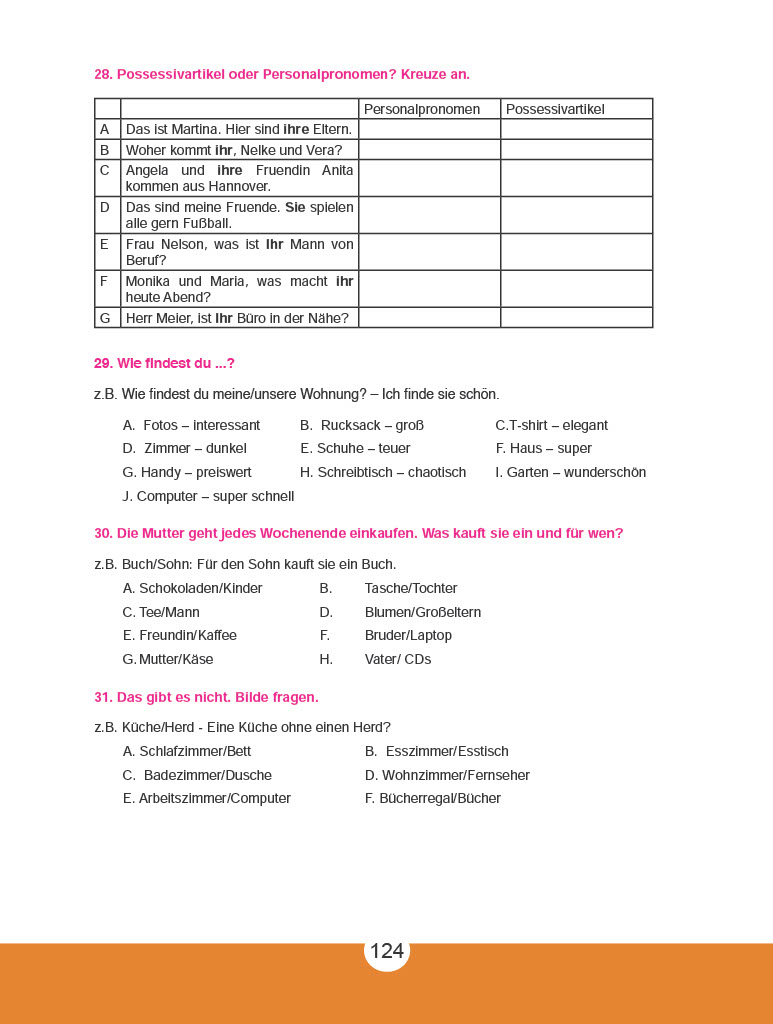 28. Possessivartikel oder Personalpronomen? Kreuze an.
Personalpronomen Possessivartikel
A Das ist Martina. Hier sind ihre Eltern.
B Woher kommt ihr, Nelke und Vera?
C Angela und ihre Fruendin Anita
kommen aus Hannover.
D Das sind meine Fruende. Sie spielen
alle gern Fußball.
E Frau Nelson, was ist Ihr Mann von
Beruf?
F Monika und Maria, was macht ihr
heute Abend?
G Herr Meier, ist Ihr Büro in der Nähe?
29. Wie findest du ...?
z.B. Wie findest du meine/unsere Wohnung? – Ich finde sie schön.
A. Fotos – interessant B. Rucksack – groß C.T-shirt – elegant
D. Zimmer – dunkel E. Schuhe – teuer F. Haus – super
G. Handy – preiswert H. Schreibtisch – chaotisch I. Garten – wunderschön
J. Computer – super schnell
30. Die Mutter geht jedes Wochenende einkaufen. Was kauft sie ein und für wen?
z.B. Buch/Sohn: Für den Sohn kauft sie ein Buch.
A. Schokoladen/Kinder B. Tasche/Tochter
C. Tee/Mann D. Blumen/Großeltern
E. Freundin/Kaffee F. Bruder/Laptop
G. Mutter/Käse H. Vater/ CDs
31. Das gibt es nicht. Bilde fragen.
z.B. Küche/Herd - Eine Küche ohne einen Herd?
A. Schlafzimmer/Bett B. Esszimmer/Esstisch
C. Badezimmer/Dusche D. Wohnzimmer/Fernseher
E. Arbeitszimmer/Computer F. Bücherregal/Bücher
124